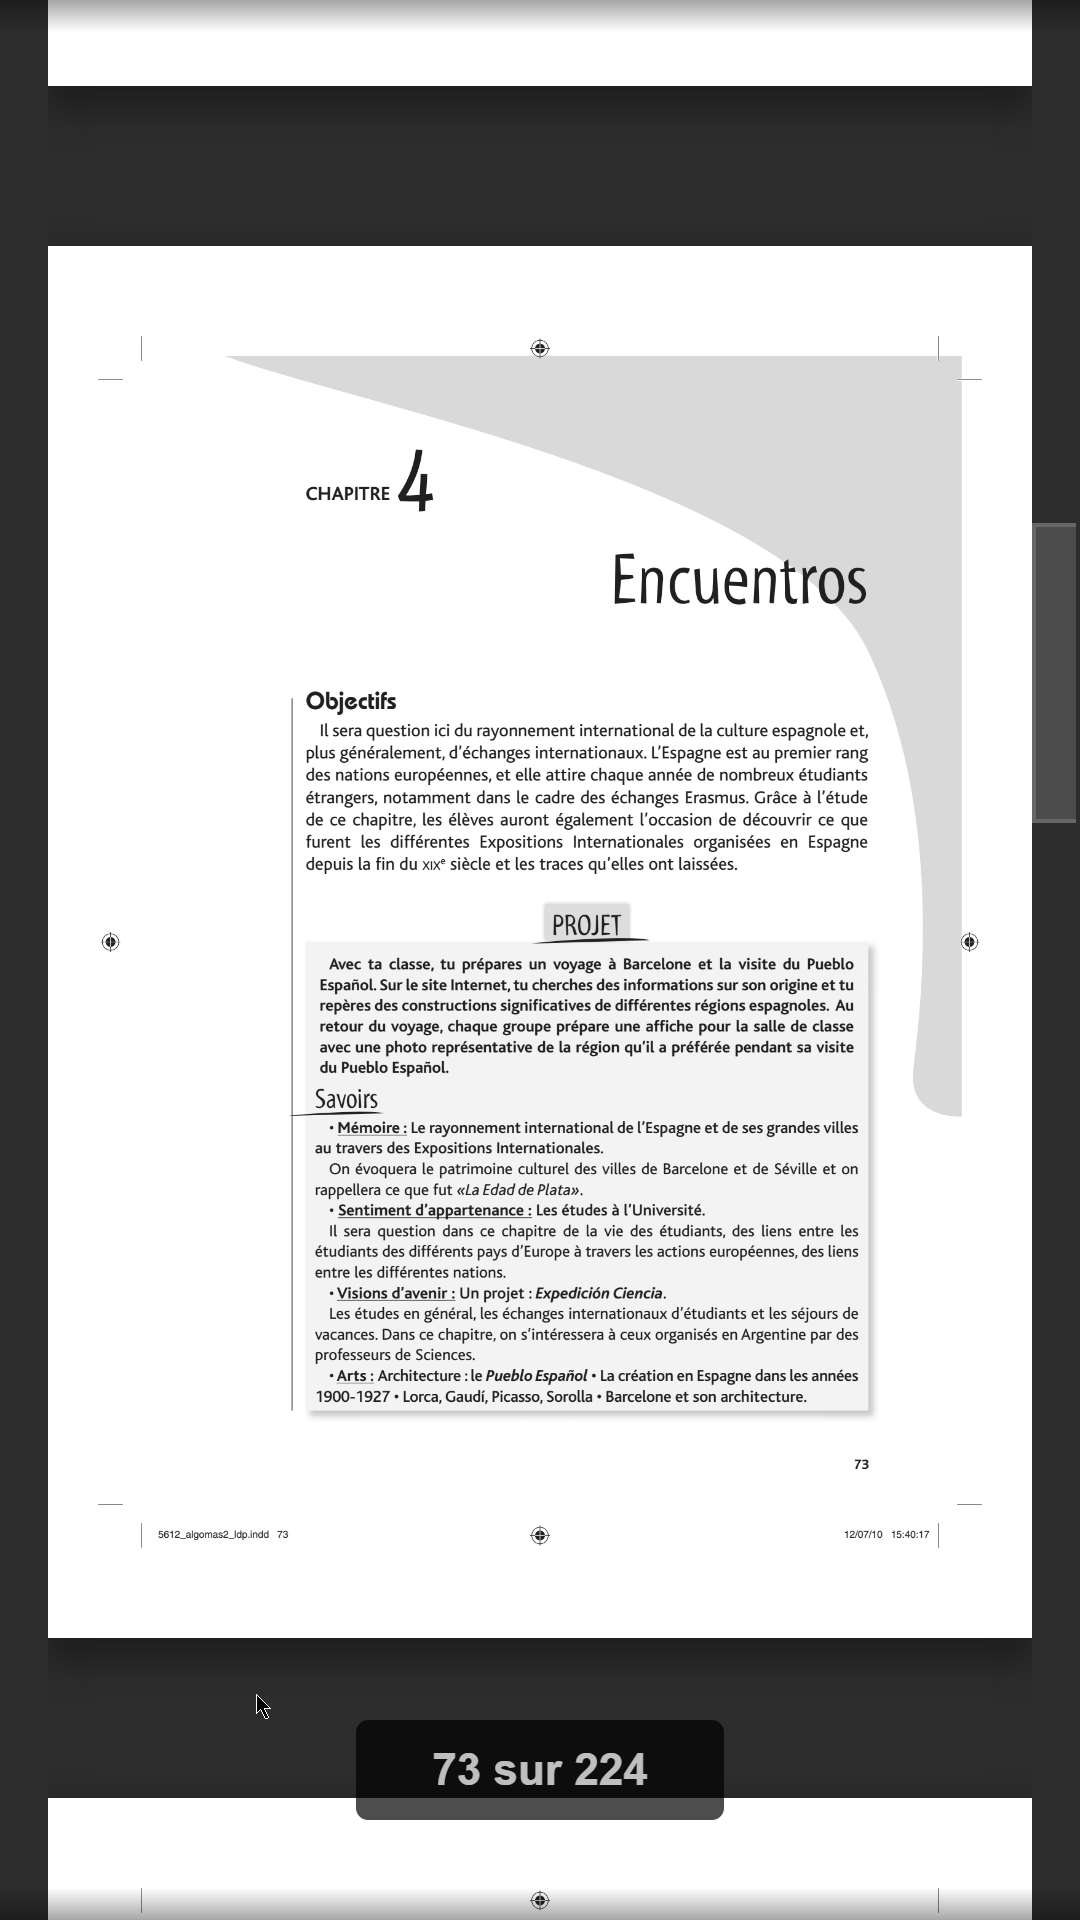 CHAPITRE 4
Encuentros
Objectifs
Il sera question ici du rayonnement international de la culture espagnole et,
plus généralement, d’échanges internationaux. L’Espagne est au premier rang
des nations européennes, et elle attire chaque année de nombreux étudiants
étrangers, notamment dans le cadre des échanges Erasmus. Grâce à l’étude
de ce chapitre, les élèves auront également l’occasion de découvrir ce que
furent les différentes Expositions Internationales organisées en Espagne
depuis la fin du XIXe siècle et les traces qu’elles ont laissées.
PROJET
Avec ta classe, tu prépares un voyage à Barcelone et la visite du Pueblo
Español. Sur le site Internet, tu cherches des informations sur son origine et tu
repères des constructions significatives de différentes régions espagnoles. Au
retour du voyage, chaque groupe prépare une affiche pour la salle de classe
avec une photo représentative de la région qu’il a préférée pendant sa visite
du Pueblo Español.
Savoirs
• Mémoire : Le rayonnement international de l’Espagne et de ses grandes villes
au travers des Expositions Internationales.
On évoquera le patrimoine culturel des villes de Barcelone et de Séville et on
rappellera ce que fut «La Edad de Plata».
• Sentiment d’appartenance : Les études à l’Université.
Il sera question dans ce chapitre de la vie des étudiants, des liens entre les
étudiants des différents pays d’Europe à travers les actions européennes, des liens
entre les différentes nations.
• Visions d’avenir : Un projet : Expedición Ciencia.
Les études en général, les échanges internationaux d’étudiants et les séjours de
vacances. Dans ce chapitre, on s’intéressera à ceux organisés en Argentine par des
professeurs de Sciences.
• Arts : Architecture : le Pueblo Español • La création en Espagne dans les années
1900-1927 • Lorca, Gaudí, Picasso, Sorolla • Barcelone et son architecture.
73
5612_algomas2_ldp.indd 73
12/07/10 15:40:17
73 sur 224